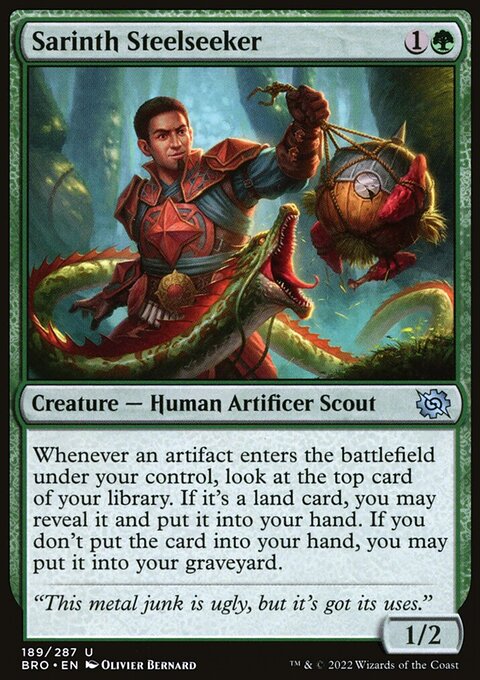 Sarinth Steelseeker 1
Creature — Human Artificer Scout
Whenever an artifact enters the battlefield
under your control, look at the top card
of your library. If it's a land card, you may
reveal it and put it into your hand. If you
don't put the card into your hand, you may
put it into your graveyard.
“This metal junk is ugly, but it's got its uses.”
1/2
189/287 U
BRO • EN Olivier Bernard
™ & © 2022 Wizards of the Coast